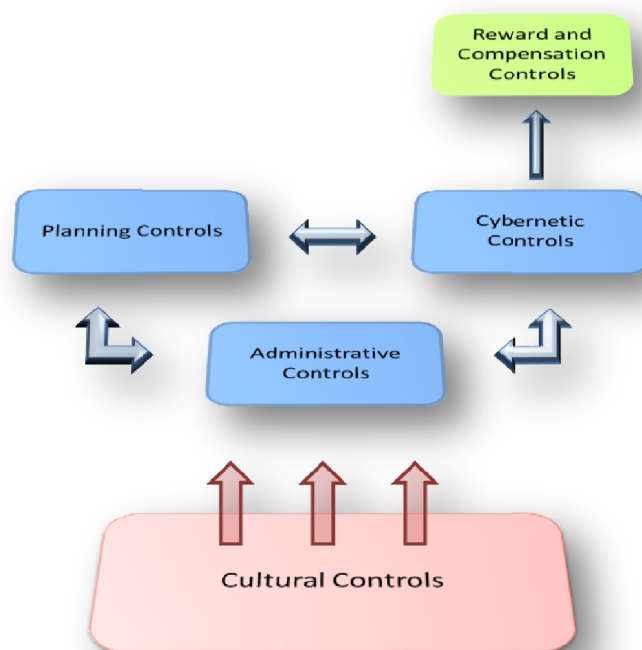 Reward and
Compensation
Controls
Planning Controls
Cybernetic
Controls
Administrative
Controls
Cultural Controls